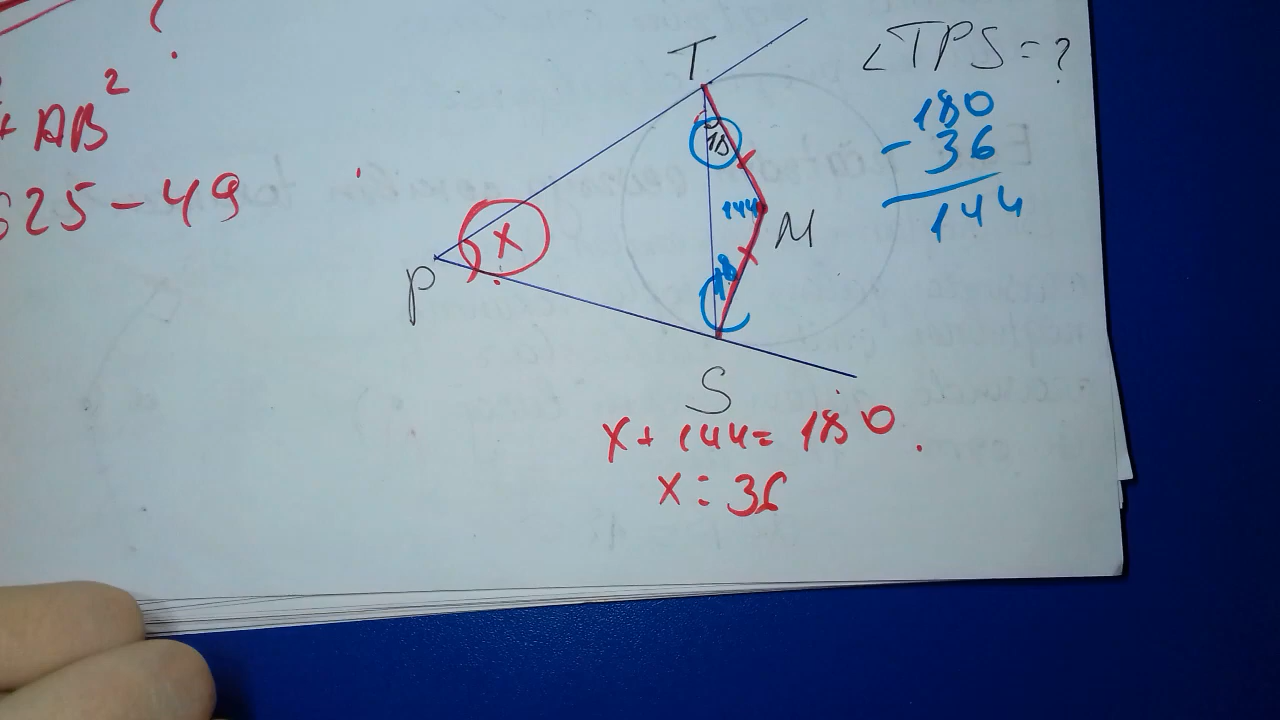 + AB²
625 - 49
T
∠TPS = ?
180
- 36
144
18
144
M
x
P
18
S
x + 144 = 180.
x = 36